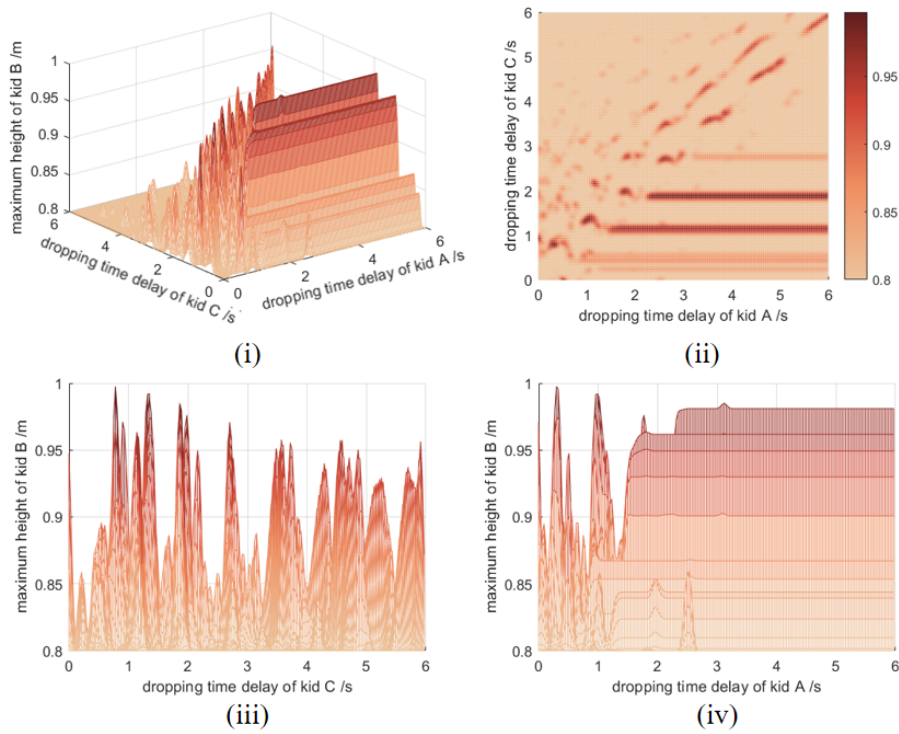 1
0.95
0.9
0.85
0.8
maximum height of kid B /m
6
4
2
0
dropping time delay of kid C /s
0
2
4
6
dropping time delay of kid A /s
(i)
6
5
4
3
2
1
0
dropping time delay of kid C /s
0 1 2 3 4 5 6
dropping time delay of kid A /s
0.95
0.9
0.85
0.8
(ii)
1
0.95
0.9
0.85
0.8
maximum height of kid B /m
0 1 2 3 4 5 6
dropping time delay of kid C /s
(iii)
1
0.95
0.9
0.85
0.8
maximum height of kid B /m
0 1 2 3 4 5 6
dropping time delay of kid A /s
(iv)